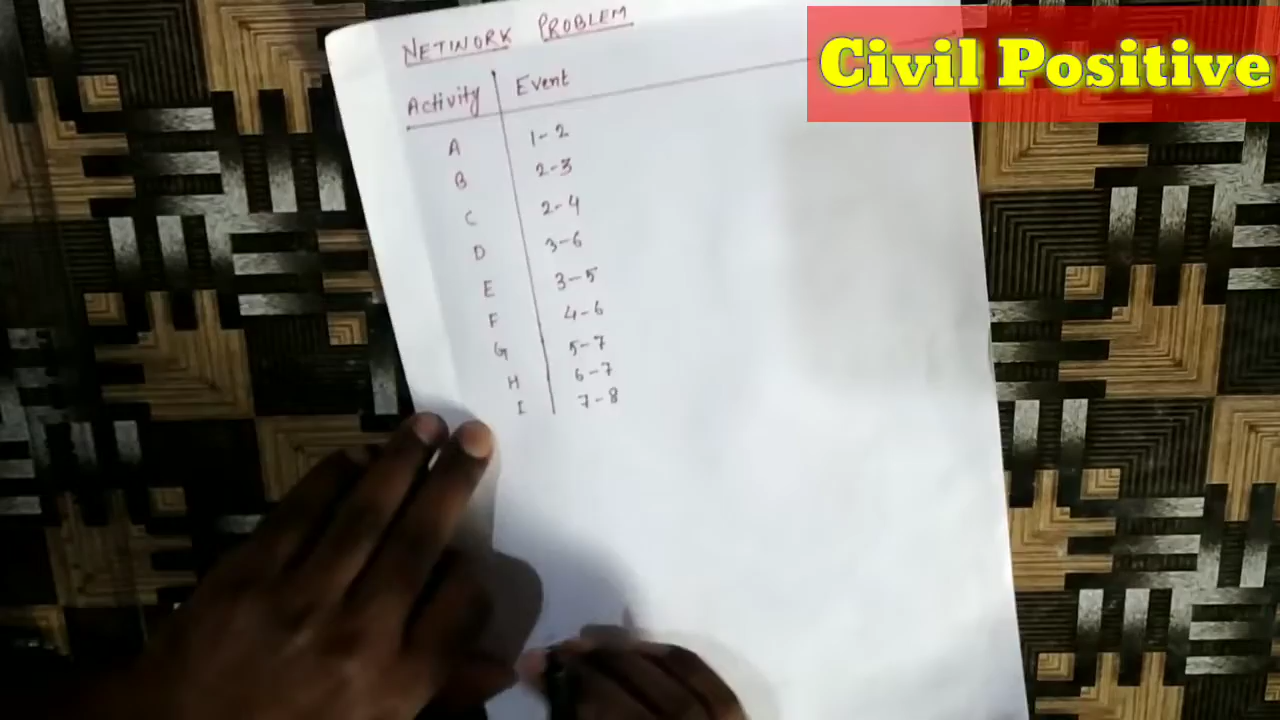 NETWORK PROBLEM
Civil Positive
Activity Event
A 1-2
B 2-3
C 2-4
D 3-6
E 3-5
F 4-6
G 5-7
H 6-7
I 7-8